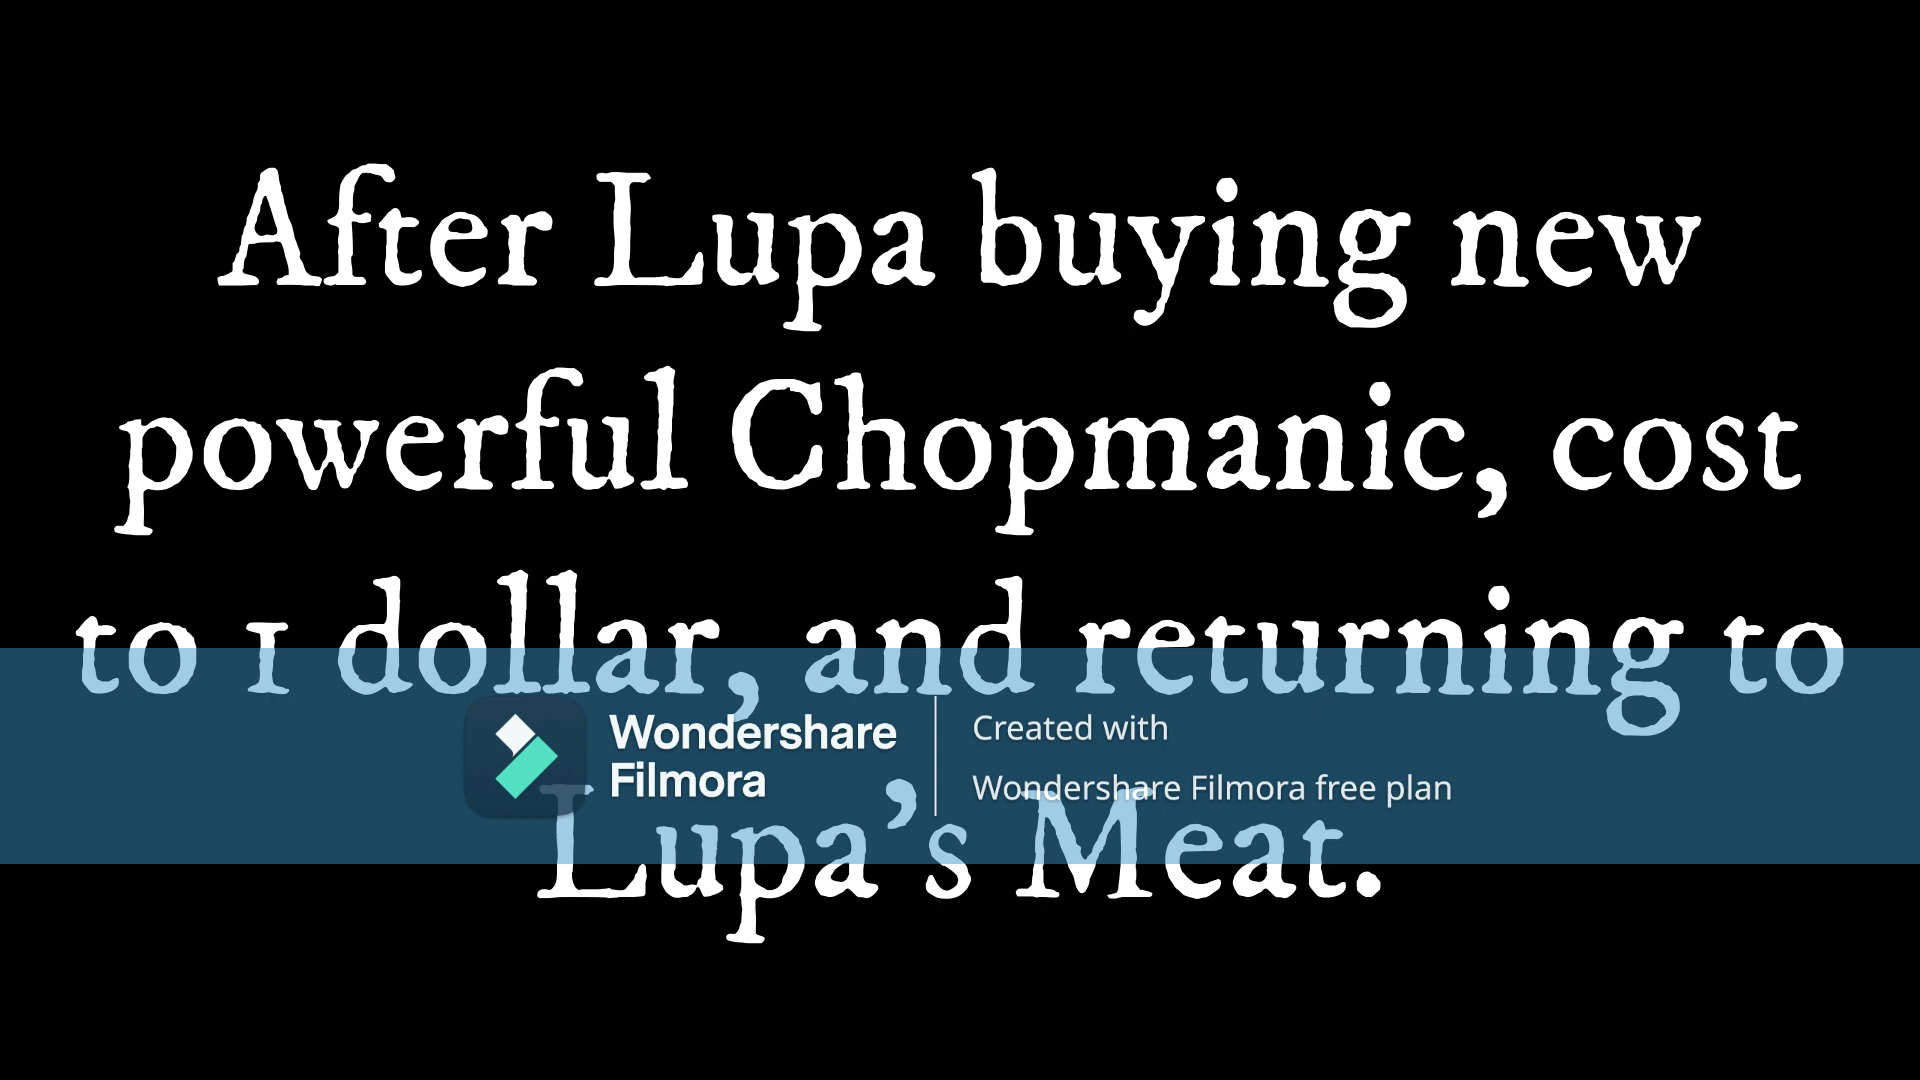 After Lupa buying new
powerful Chopmanic, cost
to 1 dollar, and returning to
Lupa’s Meat.
Wondershare
Filmora
Created with
Wondershare Filmora free plan